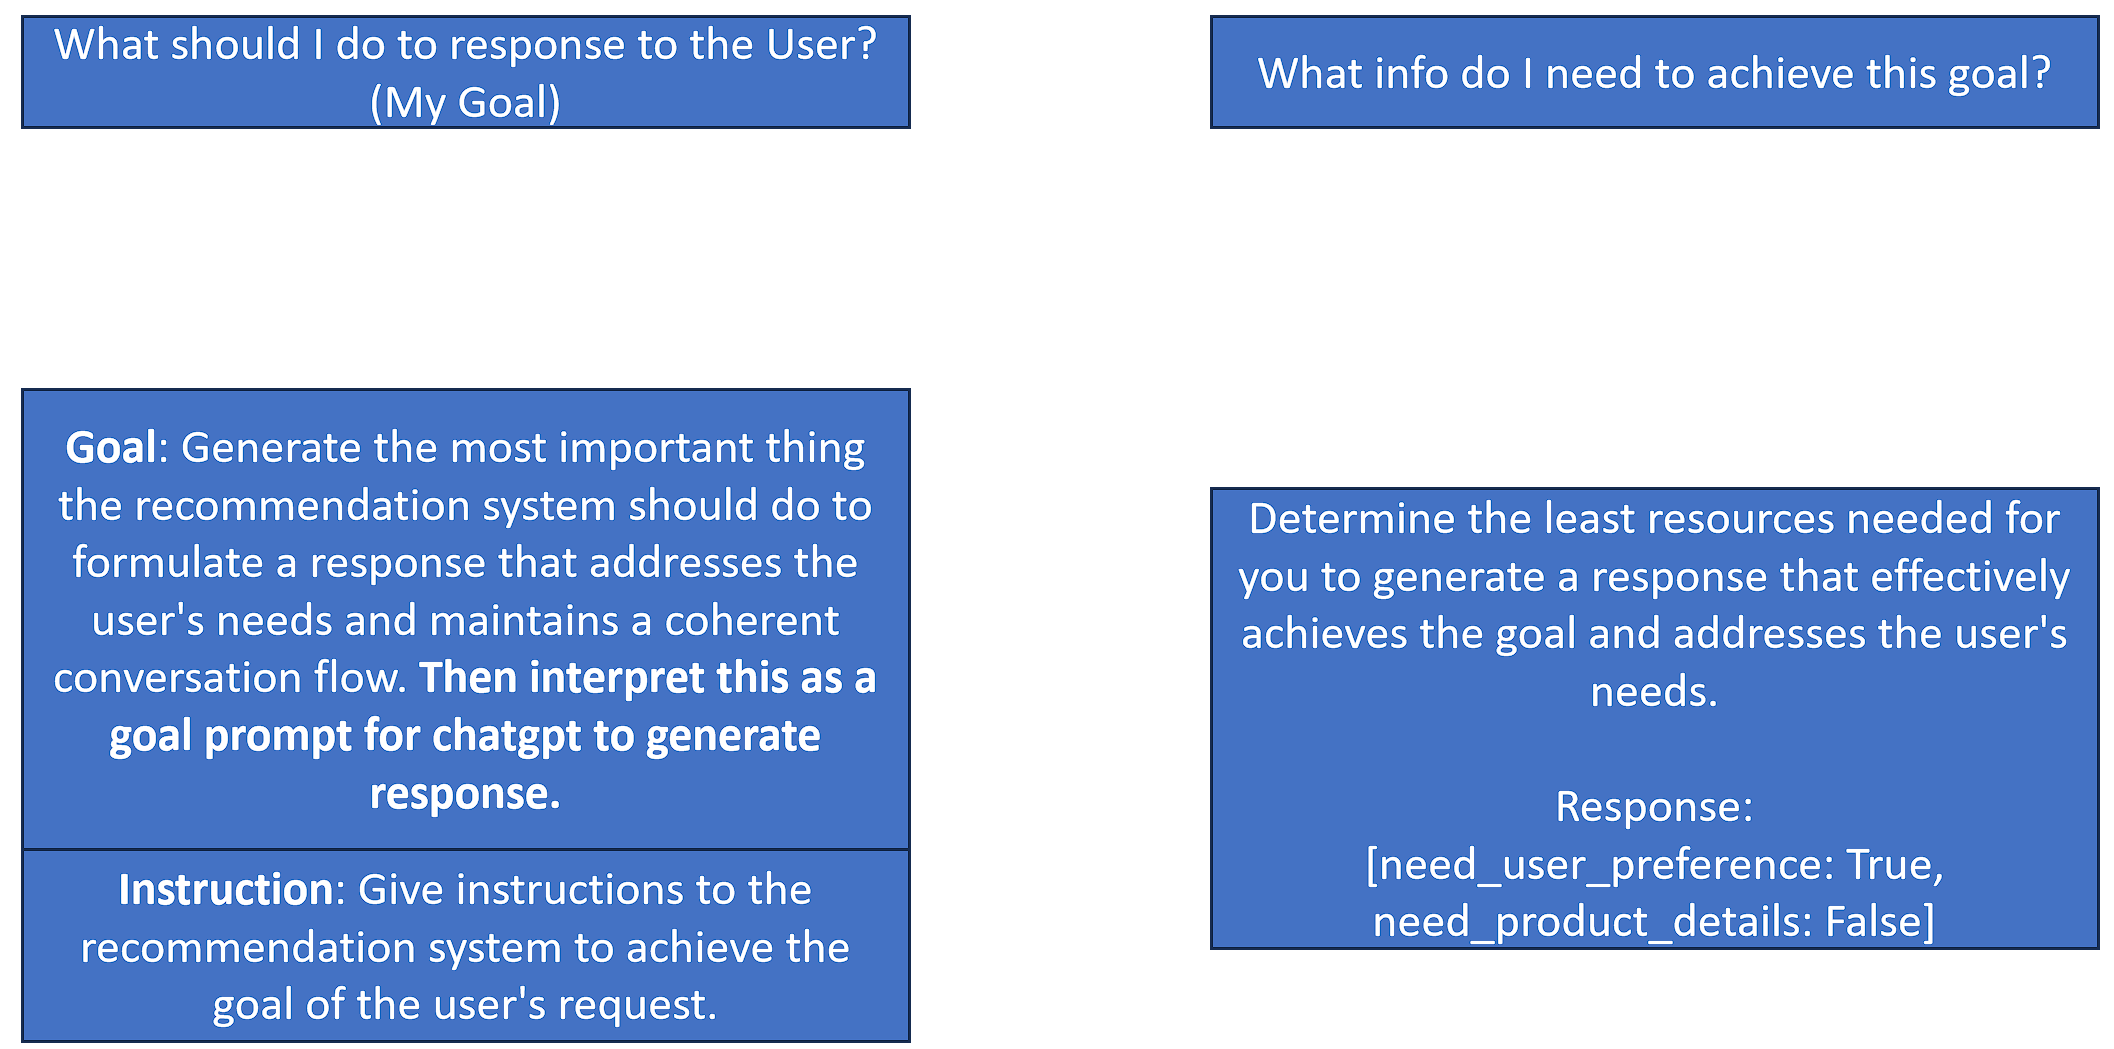 What should I do to response to the User?
(My Goal)
What info do I need to achieve this goal?
Goal: Generate the most important thing
the recommendation system should do to
formulate a response that addresses the
user's needs and maintains a coherent
conversation flow. Then interpret this as a
goal prompt for chatgpt to generate
response.
Instruction: Give instructions to the
recommendation system to achieve the
goal of the user's request.
Determine the least resources needed for
you to generate a response that effectively
achieves the goal and addresses the user's
needs.
Response:
[need_user_preference: True,
need_product_details: False]